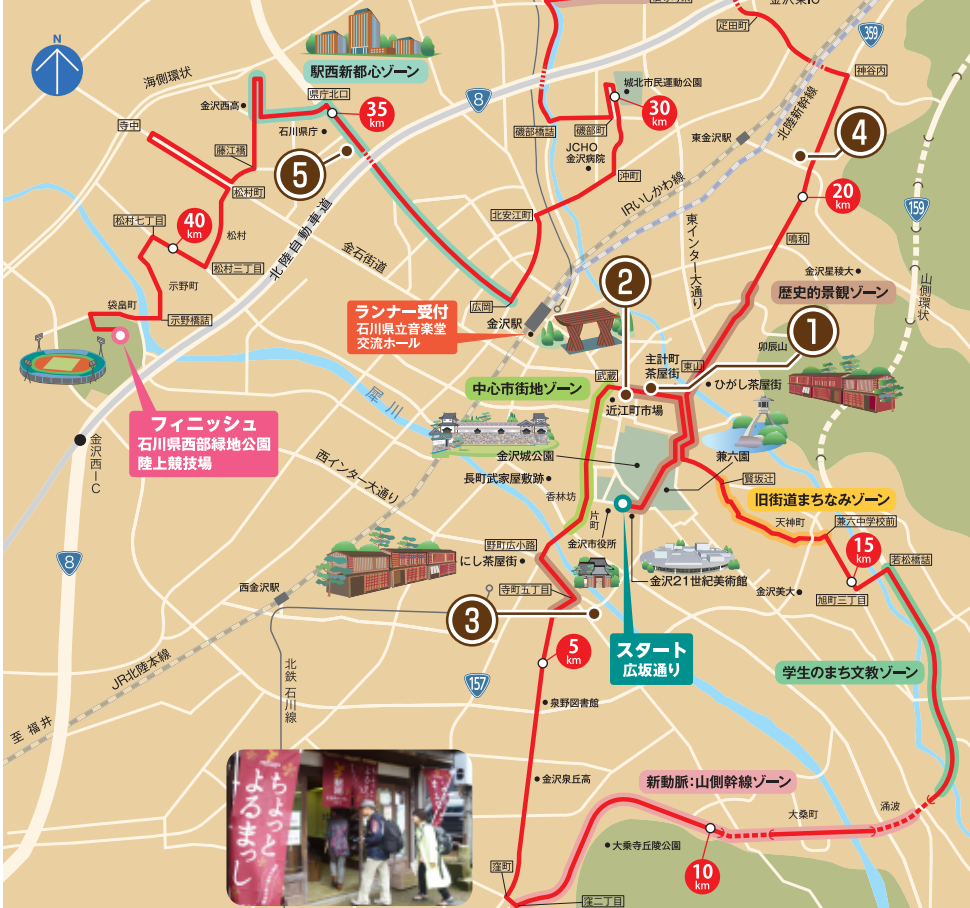 金沢東IC
疋田町
359
神谷内
N
海側環状
駅西新都心ゾーン
金沢西高
県庁北口
35
km
8
城北市民運動公園
30
km
磯部橋詰
磯部町
東金沢駅
北陸新幹線
4
寺中
石川県庁
藤江橋
5
JCHO
金沢病院
沖町
IRいしかわ線
20
km
159
松村町
松村七丁目
40
km
松村
松村三丁目
北陸自動車道
金石街道
北安江町
東インター大通り
鳴和
金沢星稜大
山側環状
示野町
袋畠町
示野橋詰
広岡
金沢駅
2
歴史的景観ゾーン
1
ランナー受付
石川県立音楽堂
交流ホール
卯辰山
主計町
茶屋街
東山
ひがし茶屋街
犀川
中心市街地ゾーン
武蔵
近江町市場
フィニッシュ
石川県西部緑地公園
陸上競技場
金沢西IC
西インター大通り
金沢城公園
兼六園
長町武家屋敷跡
香林坊
賢坂辻
旧街道まちなみゾーン
片町
天神町
兼六中学校前
金沢市役所
野町広小路
にし茶屋街
15
km
若松橋詰
8
金沢21世紀美術館
金沢美大
旭町三丁目
西金沢駅
寺町五丁目
3
スタート
広坂通り
5
km
JR北陸本線
至 福井
北鉄 石川線
157
泉野図書館
学生のまち文教ゾーン
金沢泉丘高
新動脈:山側幹線ゾーン
大桑町
涌波
大乗寺丘陵公園
10
km
窪町
窪二丁目
ちょっと
よるまっし